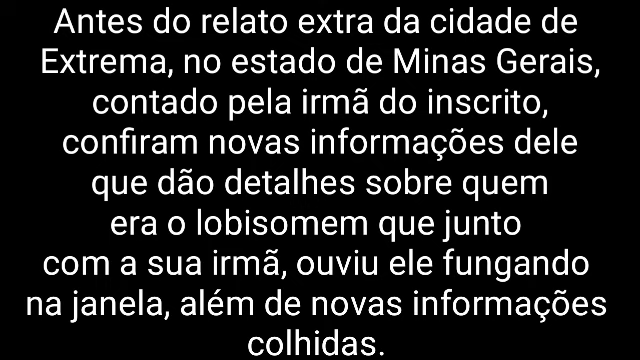 Antes do relato extra da cidade de
Extrema, no estado de Minas Gerais,
contado pela irmã do inscrito,
confiram novas informações dele
que dão detalhes sobre quem
era o lobisomem que junto
com a sua irmã, ouviu ele fungando
na janela, além de novas informações
colhidas.